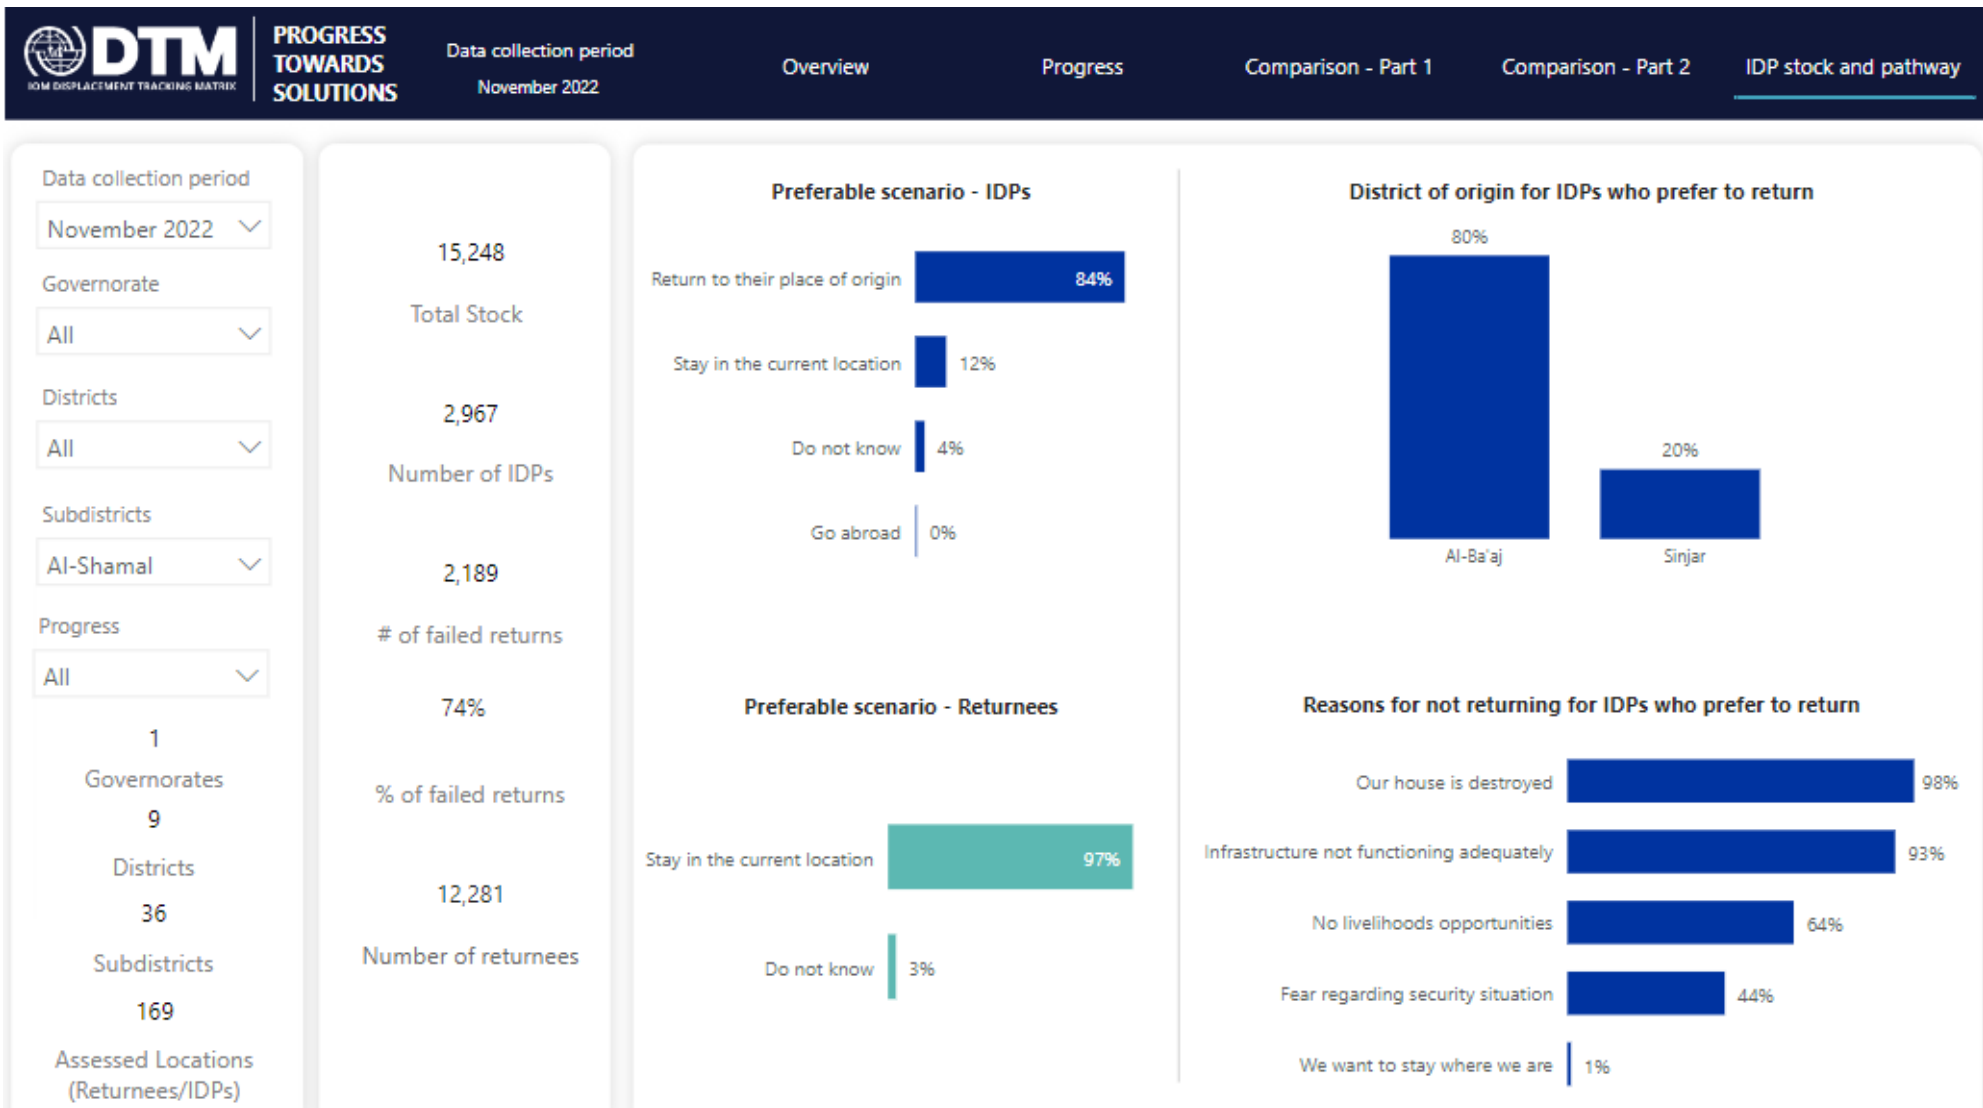 DTM
IOM DISPLACEMENT TRACKING MATRIX
PROGRESS
TOWARDS
SOLUTIONS
Data collection period
November 2022
Overview
Progress
Comparison - Part 1
Comparison - Part 2
IDP stock and pathway
Data collection period
November 2022
Governorate
All
Districts
All
Subdistricts
Al-Shamal
Progress
All
1
Governorates
9
Districts
36
Subdistricts
169
Assessed Locations
(Returnees/IDPs)
15,248
Total Stock
2,967
Number of IDPs
2,189
# of failed returns
74%
% of failed returns
12,281
Number of returnees
Preferable scenario - IDPs
Return to their place of origin 84%
Stay in the current location 12%
Do not know 4%
Go abroad 0%
District of origin for IDPs who prefer to return
80%
20%
Al-Ba'aj Sinjar
Preferable scenario - Returnees
Stay in the current location 97%
Do not know 3%
Reasons for not returning for IDPs who prefer to return
Our house is destroyed 98%
Infrastructure not functioning adequately 93%
No livelihoods opportunities 64%
Fear regarding security situation 44%
We want to stay where we are 1%